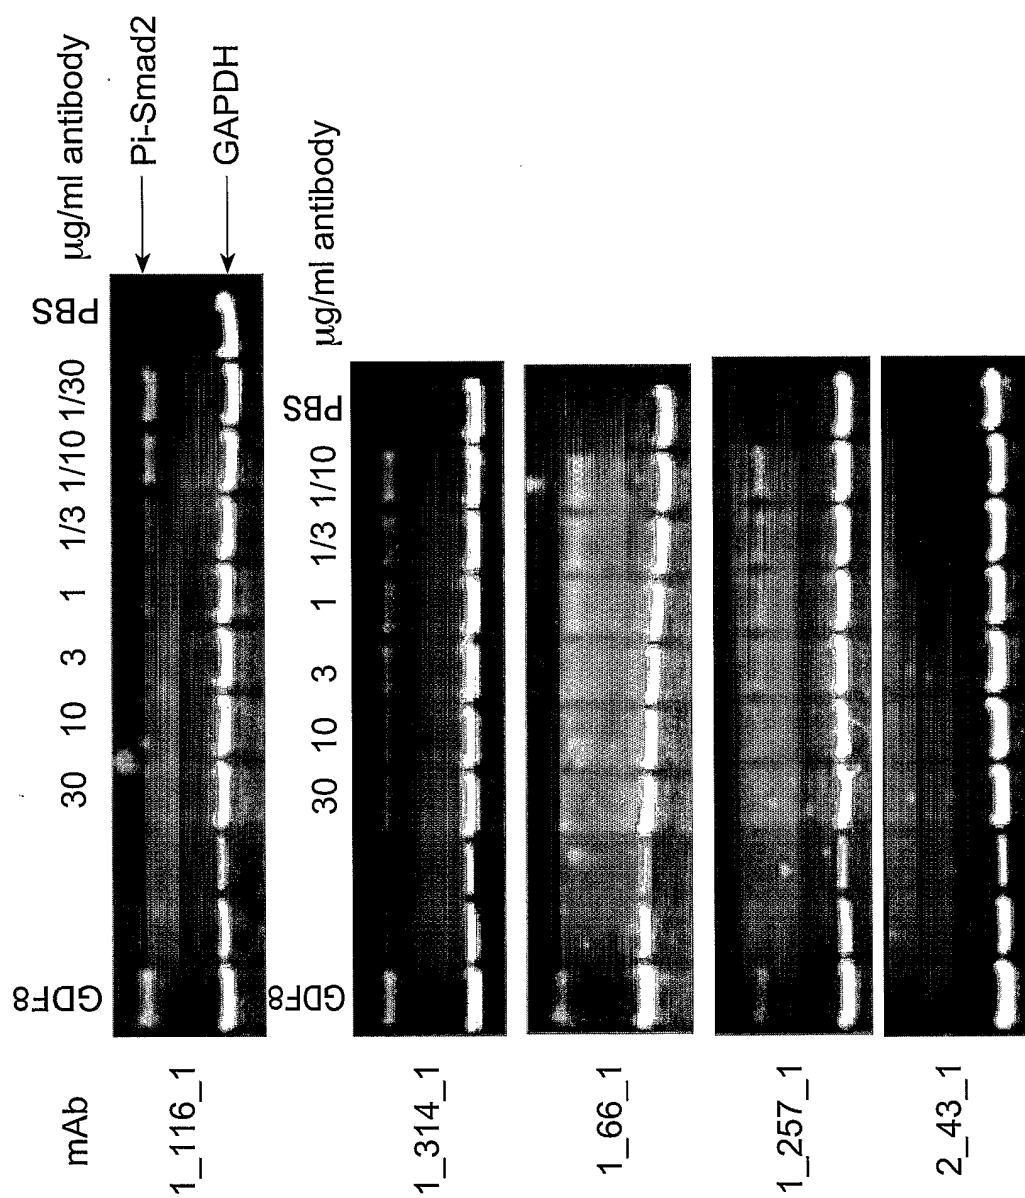 mAb GDF8 30 10 3 1 1/3 1/10 1/30 PBS µg/ml antibody
1_116_1
Pi-Smad2
GAPDH
GDF8 30 10 3 1 1/3 1/10 PBS µg/ml antibody
1_314_1
1_66_1
1_257_1
2_43_1